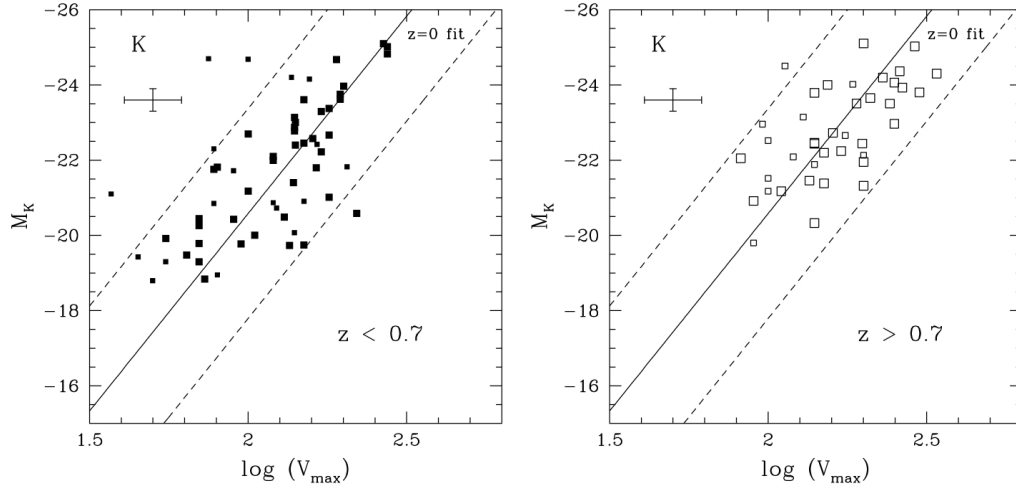 -26
-24
-22
-20
-18
-16
M_K
K
z=0 fit
z < 0.7
1.5
2
2.5
log (V_max)
-26
-24
-22
-20
-18
-16
M_K
K
z=0 fit
z > 0.7
1.5
2
2.5
log (V_max)